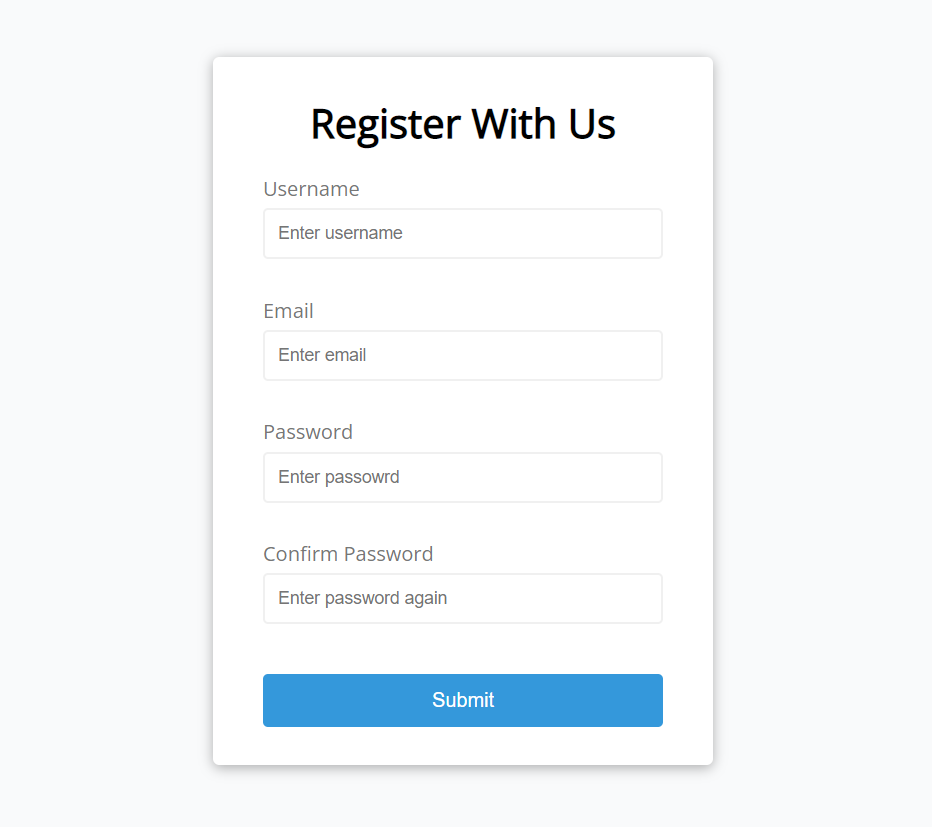 Register With Us
Username
Enter username
Email
Enter email
Password
Enter passowrd
Confirm Password
Enter password again
Submit